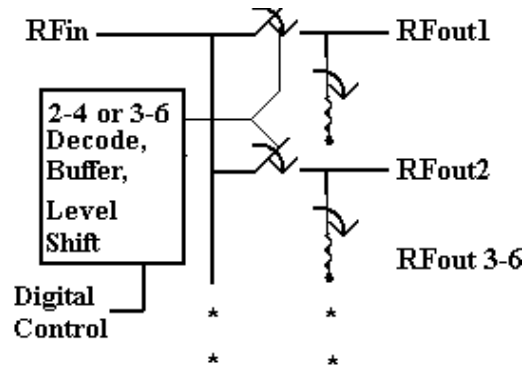 RFin
RFout1
2-4 or 3-6
Decode,
Buffer,
Level
Shift
RFout2
RFout 3-6
Digital
Control
* *
* *